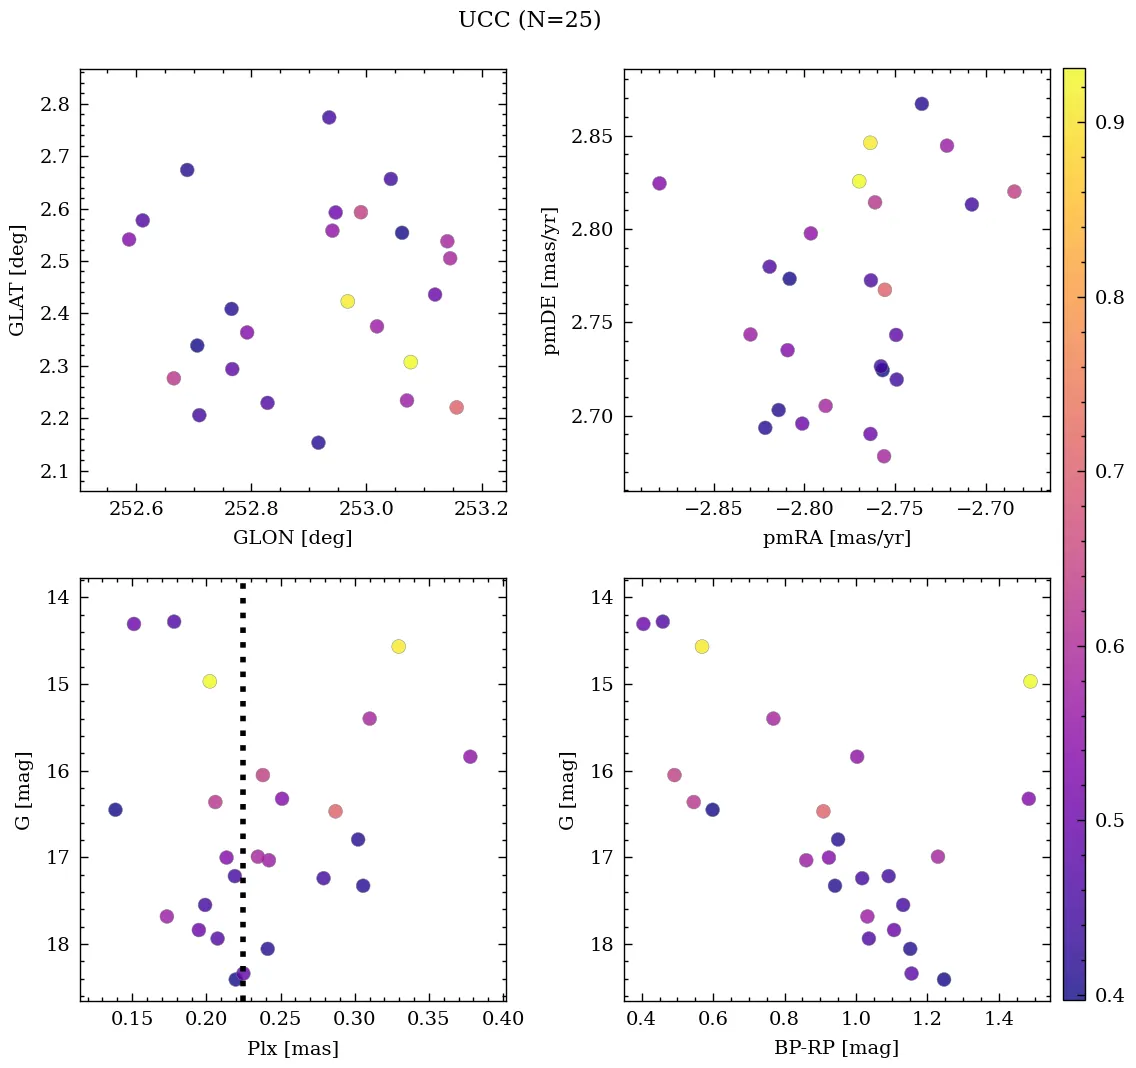 UCC (N=25)
2.8
2.7
2.6
2.5
2.4
2.3
2.2
2.1
GLAT [deg]
252.6 252.8 253.0 253.2
GLON [deg]
2.85
2.80
2.75
2.70
pmDE [mas/yr]
−2.85 −2.80 −2.75 −2.70
pmRA [mas/yr]
0.9
0.8
0.7
0.6
0.5
0.4
14
15
16
17
18
G [mag]
0.15 0.20 0.25 0.30 0.35 0.40
Plx [mas]
14
15
16
17
18
G [mag]
0.4 0.6 0.8 1.0 1.2 1.4
BP-RP [mag]